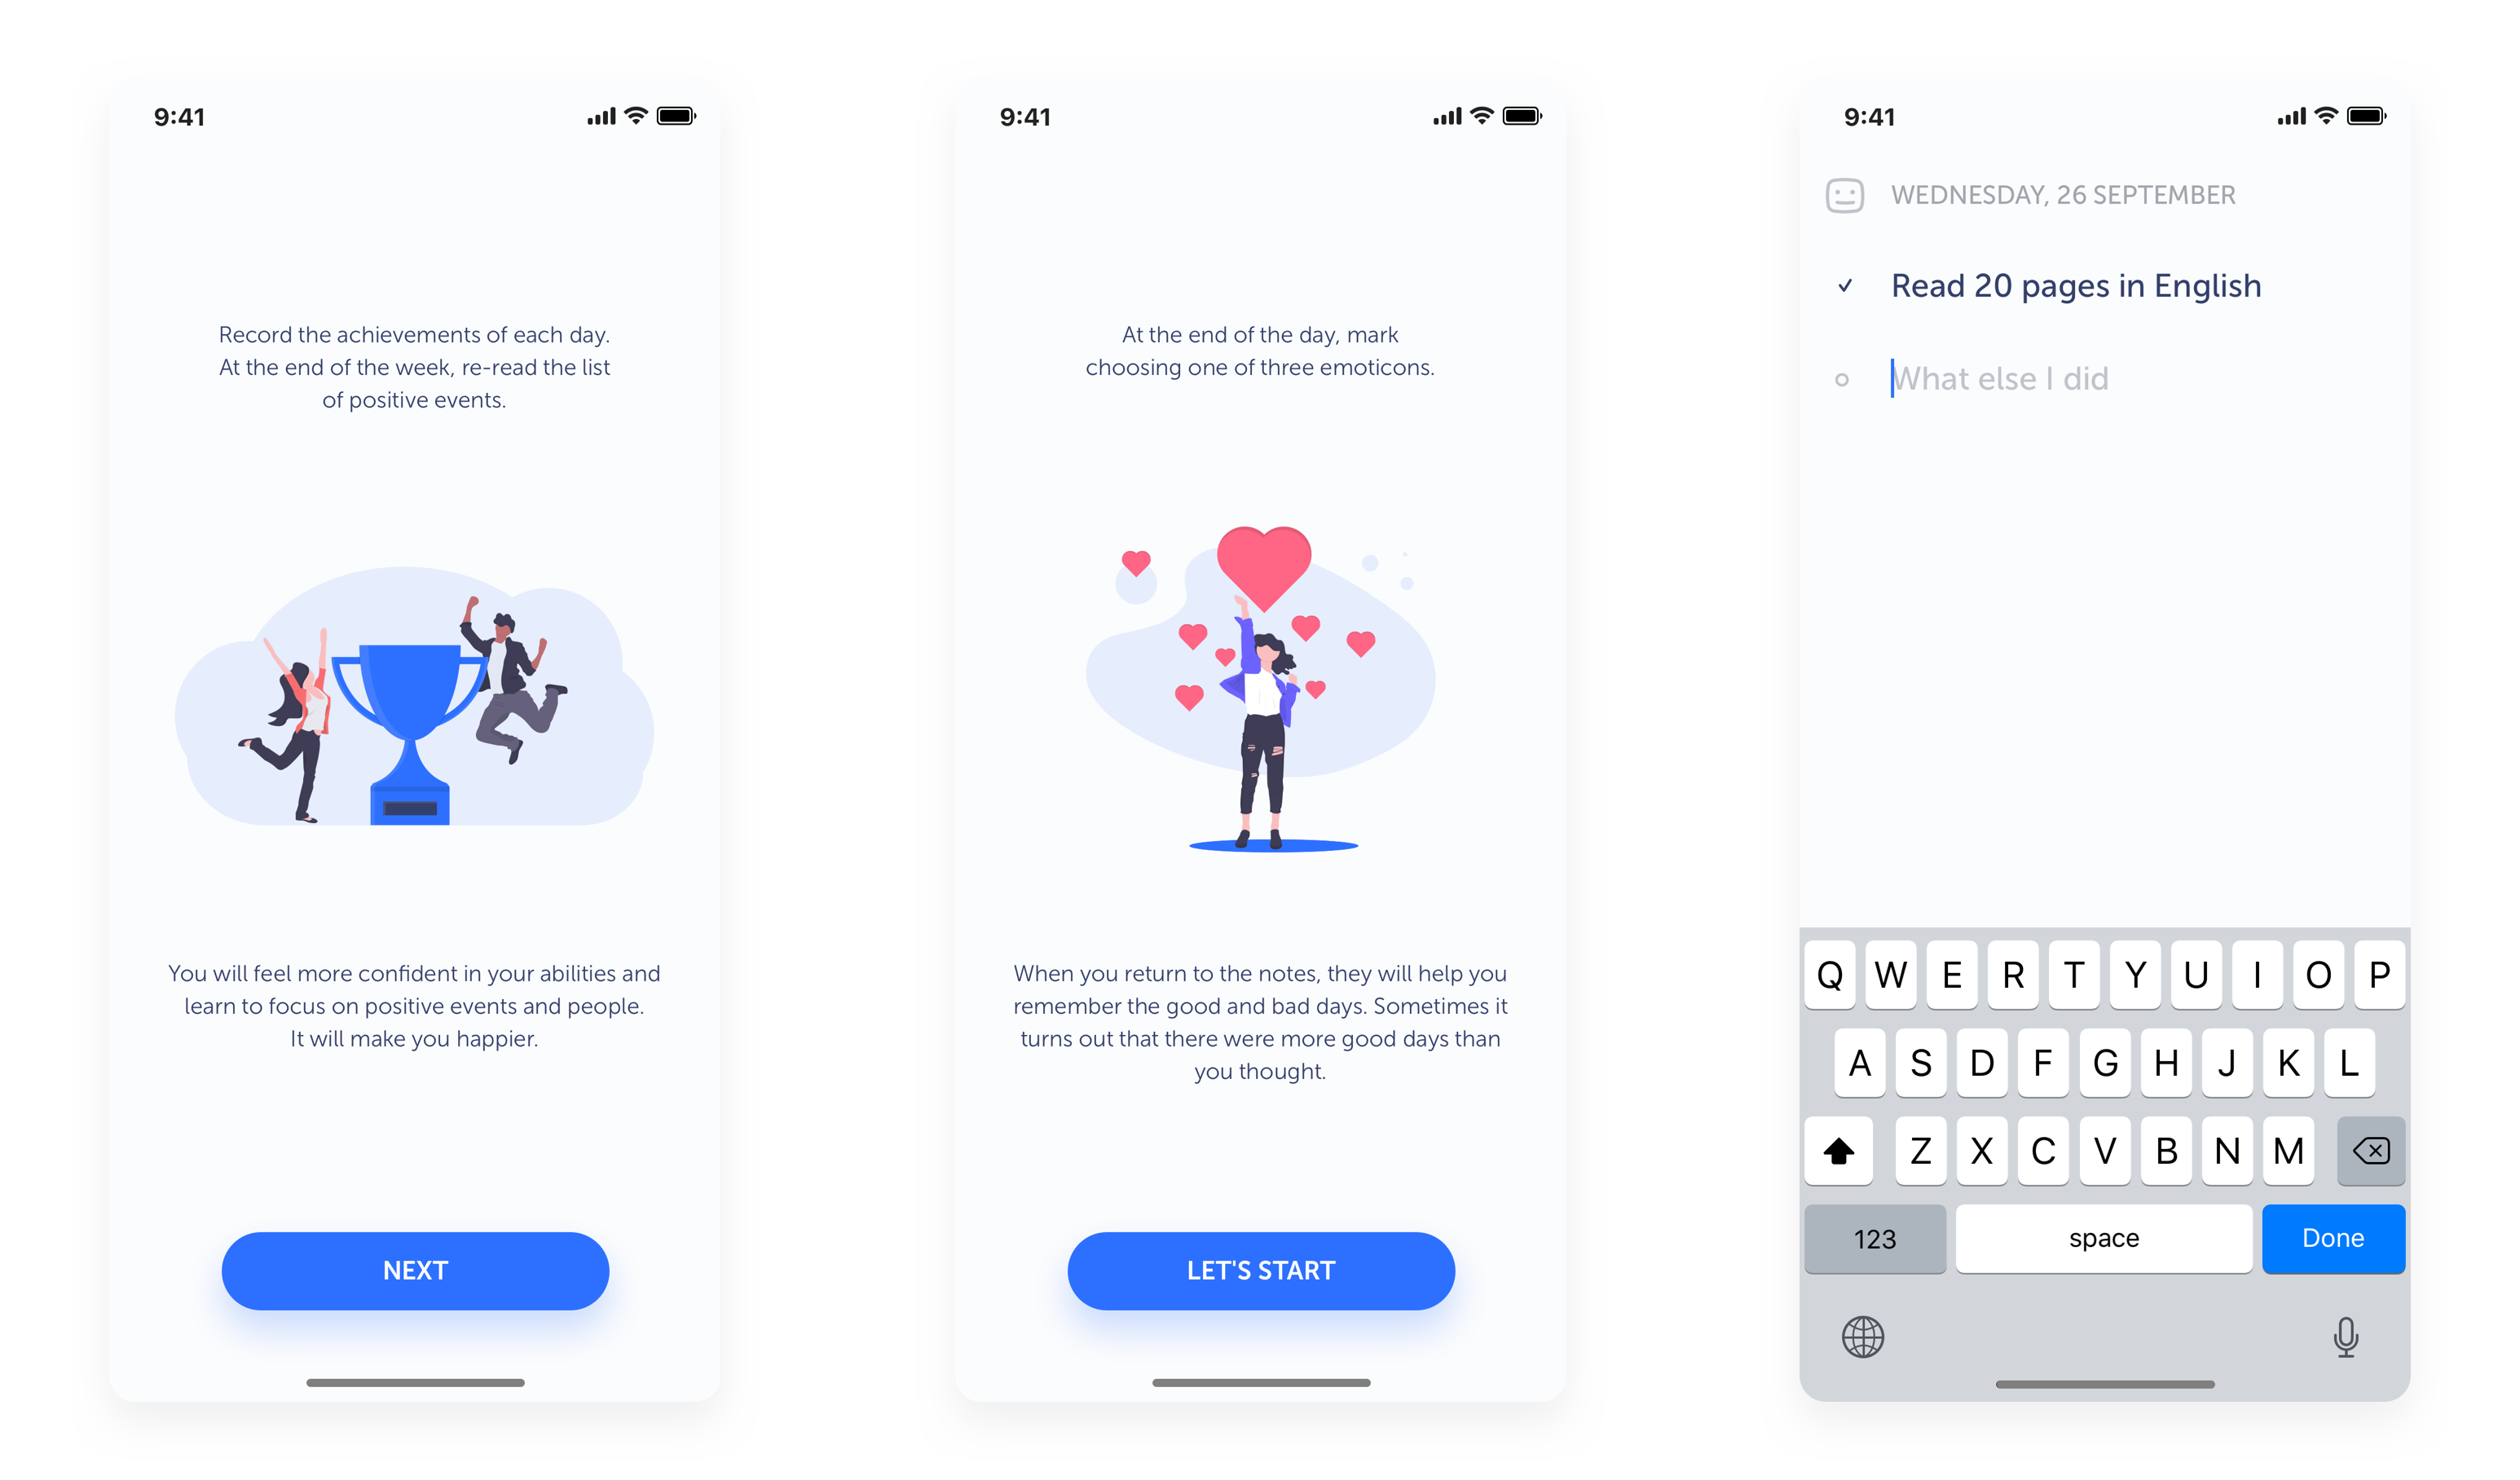 9:41
Record the achievements of each day.
At the end of the week, re-read the list
of positive events.
You will feel more confident in your abilities and
learn to focus on positive events and people.
It will make you happier.
NEXT
9:41
At the end of the day, mark
choosing one of three emoticons.
When you return to the notes, they will help you
remember the good and bad days. Sometimes it
turns out that there were more good days than
you thought.
LET'S START
9:41
WEDNESDAY, 26 SEPTEMBER
Read 20 pages in English
What else I did
Q W E R T Y U I O P
A S D F G H J K L
Z X C V B N M
123 space Done